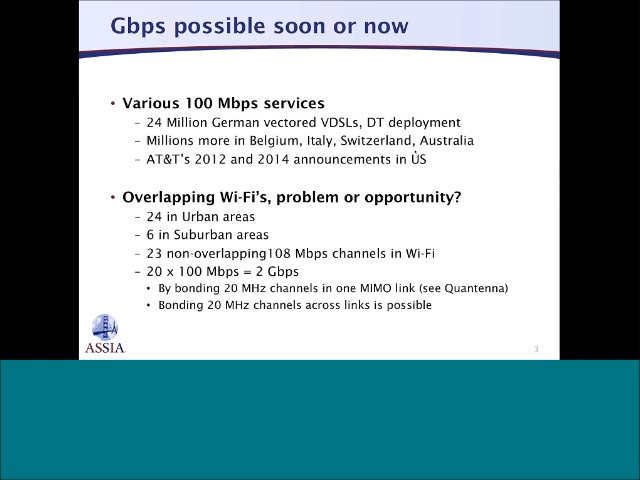 Gbps possible soon or now
• Various 100 Mbps services
– 24 Million German vectored VDSLs, DT deployment
– Millions more in Belgium, Italy, Switzerland, Australia
– AT&T's 2012 and 2014 announcements in US
• Overlapping Wi-Fi's, problem or opportunity?
– 24 in Urban areas
– 6 in Suburban areas
– 23 non-overlapping108 Mbps channels in Wi-Fi
– 20 x 100 Mbps = 2 Gbps
• By bonding 20 MHz channels in one MIMO link (see Quantenna)
• Bonding 20 MHz channels across links is possible
ASSIA
3